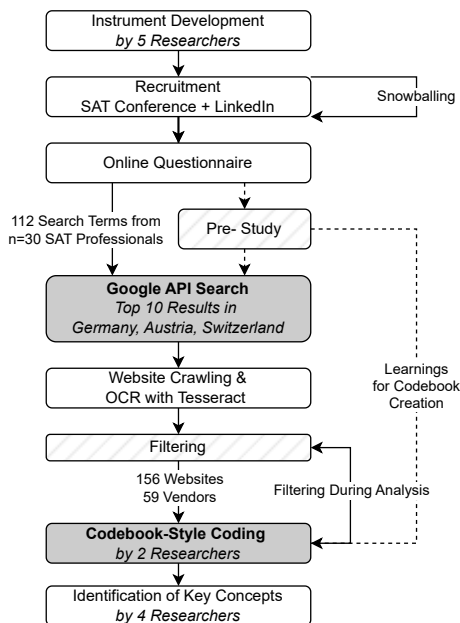 Instrument Development
by 5 Researchers
Recruitment
SAT Conference + LinkedIn
Snowballing
Online Questionnaire
112 Search Terms from
n=30 SAT Professionals
Pre- Study
Google API Search
Top 10 Results in
Germany, Austria, Switzerland
Learnings
for Codebook
Creation
Website Crawling &
OCR with Tesseract
Filtering
156 Websites
59 Vendors
Filtering During Analysis
Codebook-Style Coding
by 2 Researchers
Identification of Key Concepts
by 4 Researchers